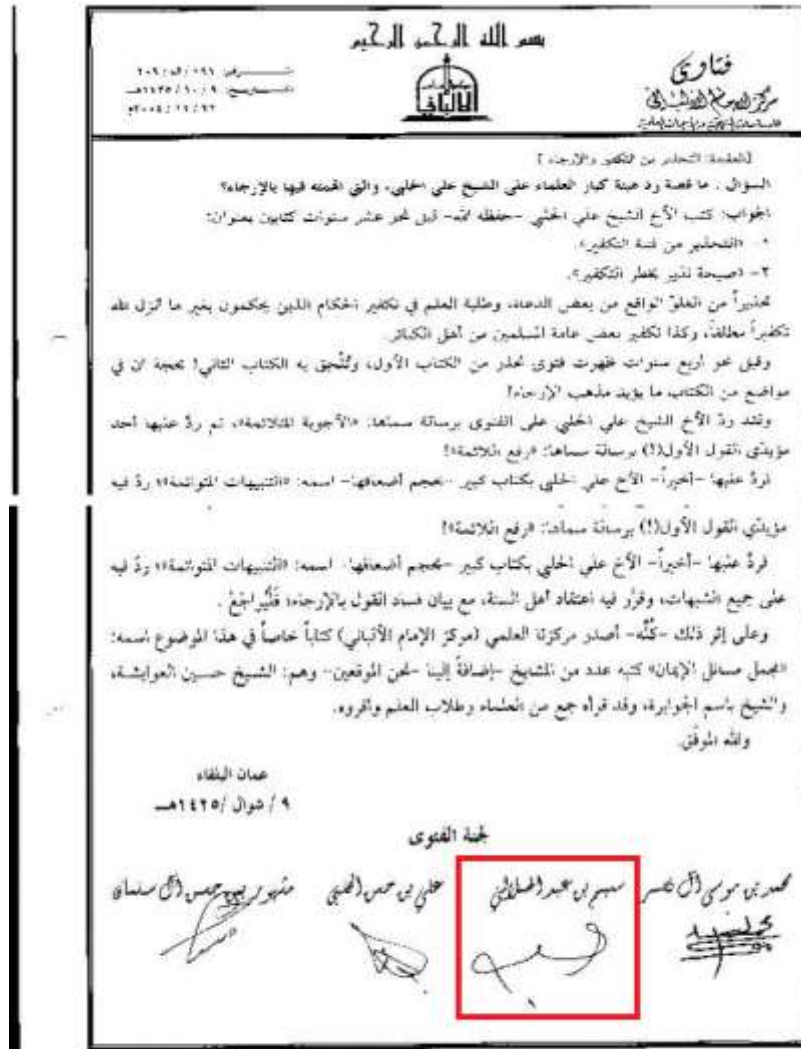 بسم الله الرحمن الرحيم
فتاوى
مركز الإمام الألباني
الألباني
[العقيدة: التحذير من التكفير والإرجاء]
السؤال : ما قصة رد هيئة كبار العلماء على الشيخ علي الحلبي، والتي اتهمته فيها بالإرجاء؟
الجواب: كتب الأخ الشيخ علي الحلبي -حفظه الله- قبل نحو عشر سنوات كتابين بعنوان:
١- «التحذير من فتنة التكفير».
٢- «صيحة نذير بخطر التكفير».
تحذيراً من الغلوّ الواقع من بعض الدعاة، وطلبة العلم في تكفير الحكام الذين يحكمون بغير ما أنزل الله
تكفيراً مطلقاً، وكذا تكفير بعض عامة المسلمين من أهل الكبائر.
وقبل نحو أربع سنوات ظهرت فتوى تحذر من الكتاب الأول، وتُلْحِق به الكتاب الثاني! بحجة أن في
مواضع من الكتاب ما يؤيد مذهب الإرجاء!
ولقد ردّ الأخ الشيخ علي الحلبي على الفتوى برسالة سماها: «الأجوبة المتلائمة»، ثم ردّ عليها أحد
مؤيدّي القول الأول(!) برسالة سماها: «رفع اللائمة»!
فردَّ عليها -أخيراً- الأخ علي الحلبي بكتاب كبير -بحجم أضعافها- اسمه: «التنبيهات المتوائمة» ردّ فيه
مؤيدّي القول الأول(!) برسالة سماها: «رفع اللائمة»!
فردَّ عليها -أخيراً- الأخ علي الحلبي بكتاب كبير -بحجم أضعافها- اسمه: «التنبيهات المتوائمة» ردّ فيه
على جميع الشبهات، وقرّر فيه اعتقاد أهل السنة، مع بيان فساد القول بالإرجاء؛ فَلْيُراجَعْ .
وعلى إثر ذلك -كُلِّه- أصدر مركزنا العلمي (مركز الإمام الألباني) كتاباً خاصاً في هذا الموضوع اسمه:
«مجمل مسائل الإيمان» كتبه عدد من المشايخ -إضافةً إلينا -نحن الموقعين- وهم: الشيخ حسين العوايشة،
والشيخ باسم الجوابرة، وقد قرأه جمع من العلماء وطلاب العلم وأقروه.
والله الموفّق.
عمان البلقاء
٩ / شوال /١٤٢٥هـ
لجنة الفتوى
محمد بن موسى آل نصر سليم بن عيد الهلالي علي بن حسن الحلبي مشهور بن حسن آل سلمان